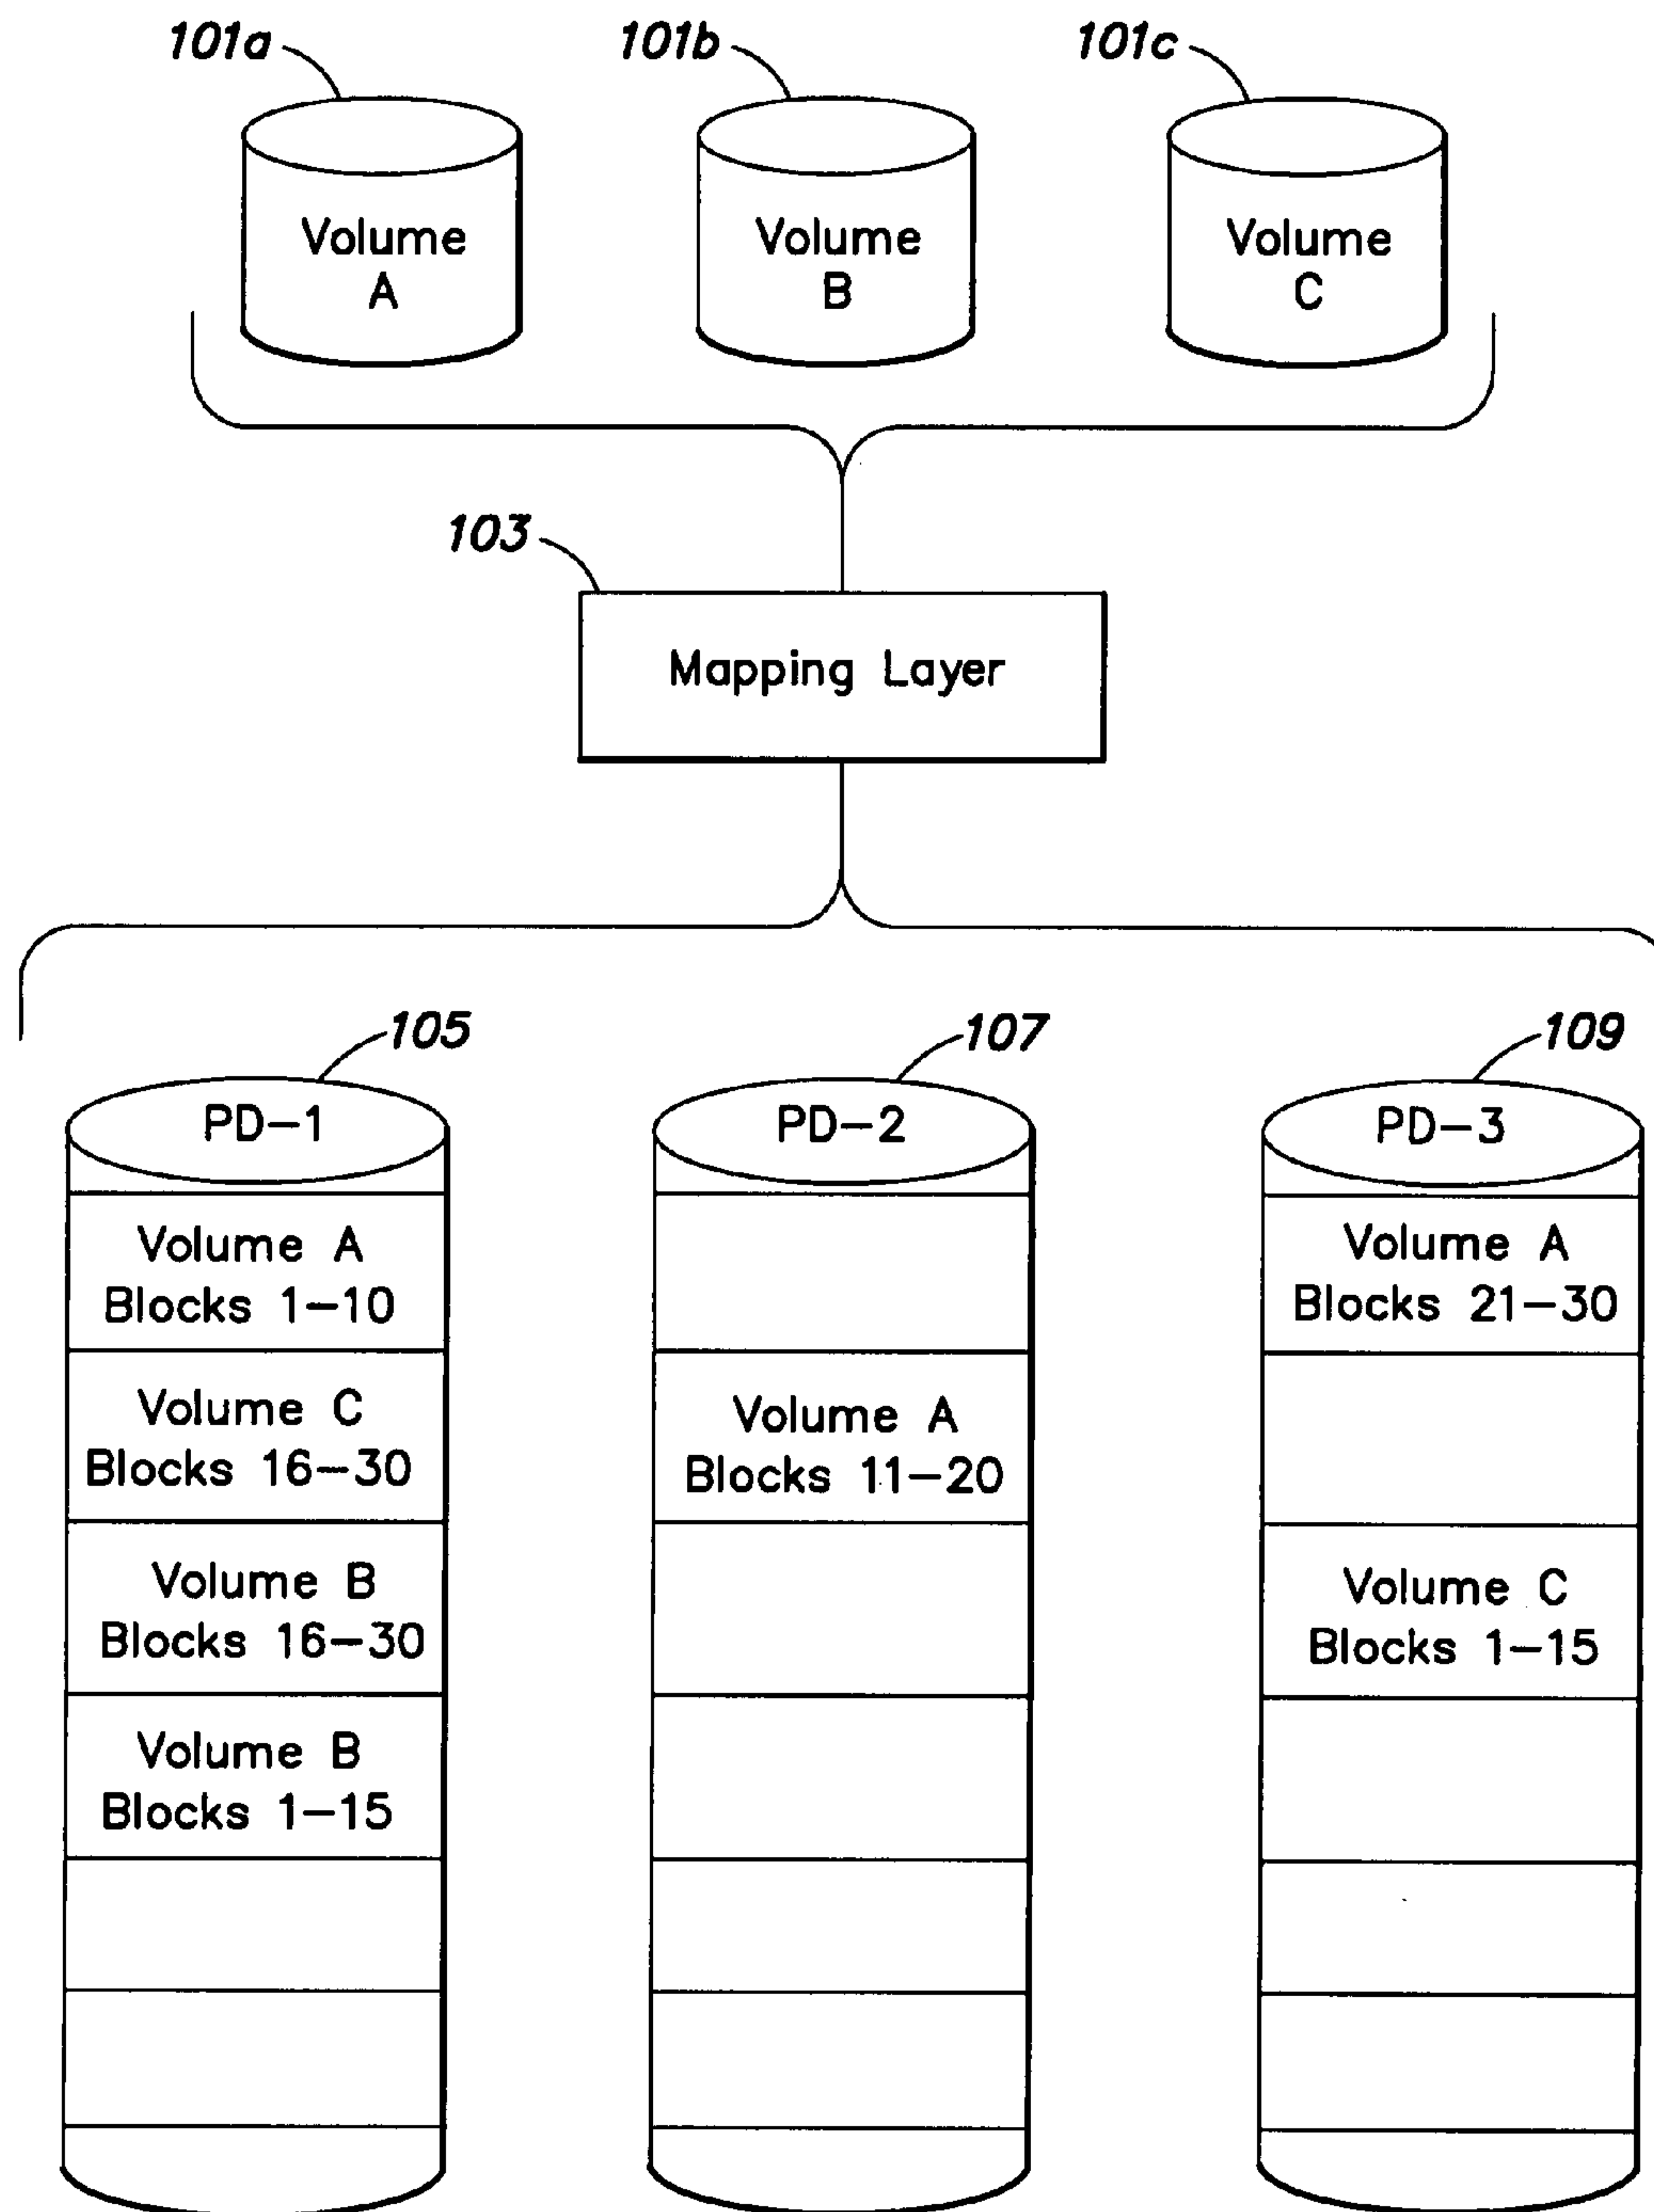 101a
101b
101c
Volume
A
Volume
B
Volume
C
103
Mapping Layer
105
107
109
PD-1
PD-2
PD-3
Volume A
Blocks 1-10
Volume C
Blocks 16-30
Volume B
Blocks 16-30
Volume B
Blocks 1-15
Volume A
Blocks 11-20
Volume A
Blocks 21-30
Volume C
Blocks 1-15